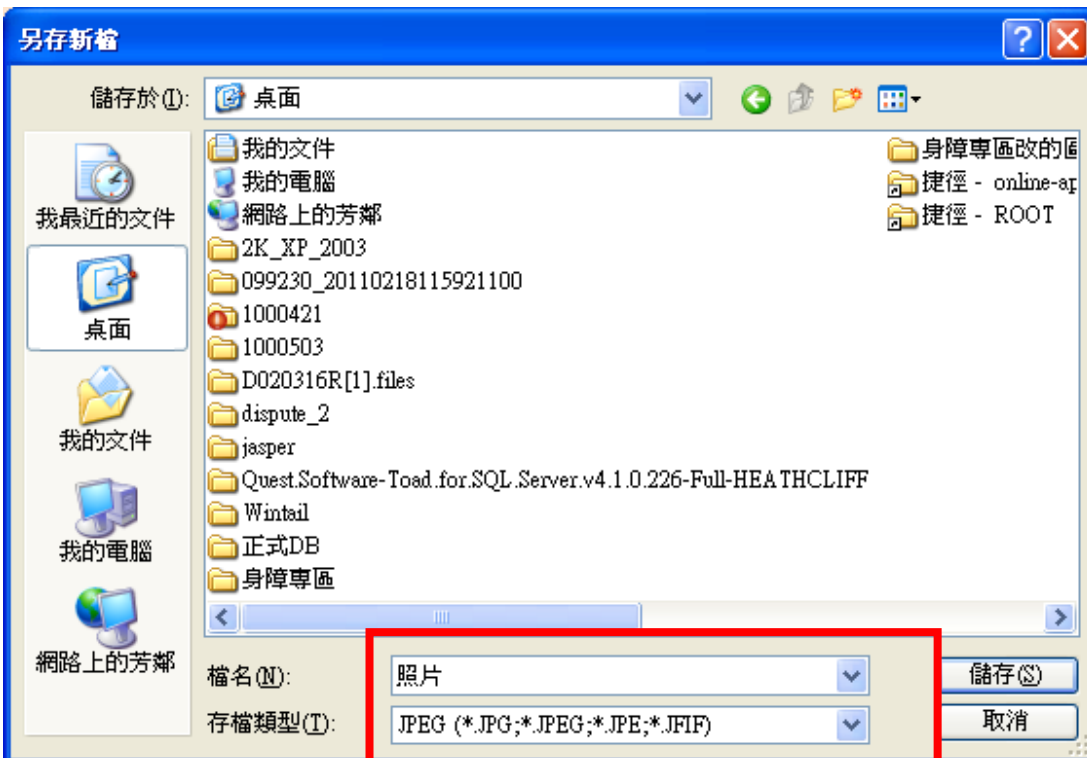 另存新檔
儲存於(I):
桌面
我的文件
我的電腦
網路上的芳鄰
2K_XP_2003
099230_20110218115921100
1000421
1000503
D020316R[1].files
dispute_2
jasper
Quest.Software-Toad.for.SQL.Server.v4.1.0.226-Full-HEATHCLIFF
Wintail
正式DB
身障專區
身障專區改的
捷徑 - online-ap
捷徑 - ROOT
我最近的文件
桌面
我的文件
我的電腦
網路上的芳鄰
檔名(N):
照片
儲存(S)
存檔類型(T):
JPEG (*.JPG;*.JPEG;*.JPE;*.JFIF)
取消